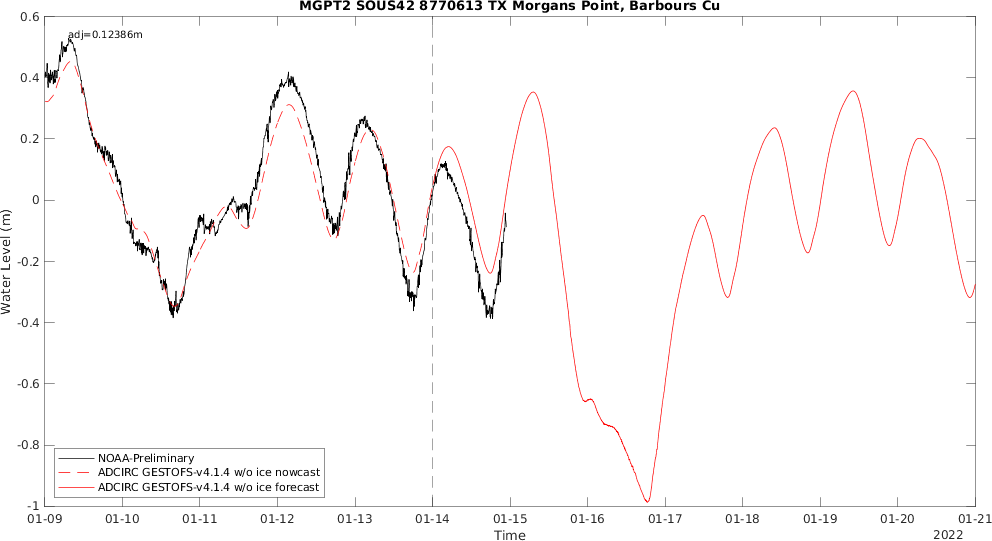 MGPT2 SOUS42 8770613 TX Morgans Point, Barbours Cu
adj=0.12386m
0.6
0.4
0.2
0
-0.2
-0.4
-0.6
-0.8
-1
Water Level (m)
NOAA-Preliminary
ADCIRC GESTOFS-v4.1.4 w/o ice nowcast
ADCIRC GESTOFS-v4.1.4 w/o ice forecast
01-09 01-10 01-11 01-12 01-13 01-14 01-15 01-16 01-17 01-18 01-19 01-20 01-21
Time
2022